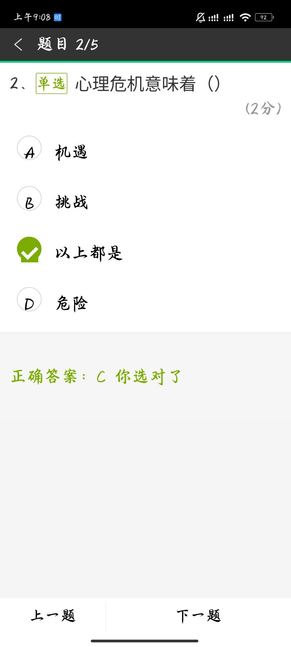 上午9:08 92
题目 2/5
2、单选 心理危机意味着（）
(2分)
A 机遇
B 挑战
以上都是
D 危险
正确答案：C 你选对了
上一题 下一题